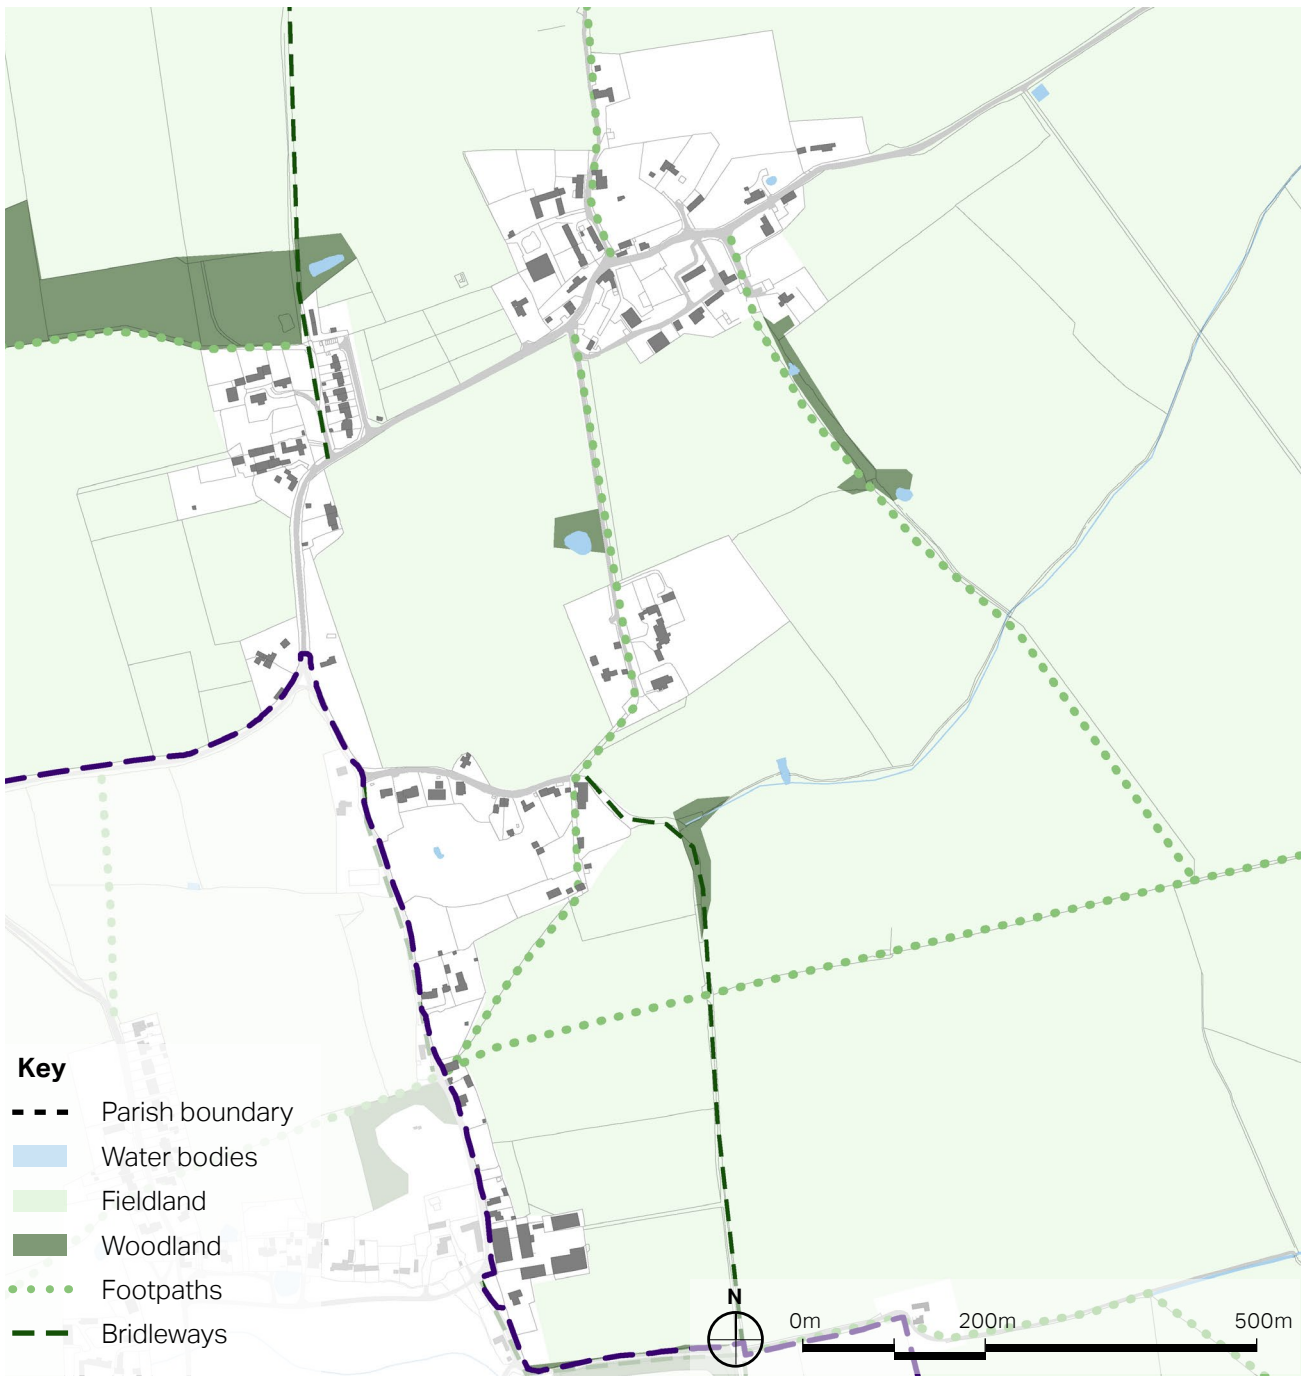 Key
Parish boundary
Water bodies
Fieldland
Woodland
Footpaths
Bridleways
N
0m 200m 500m